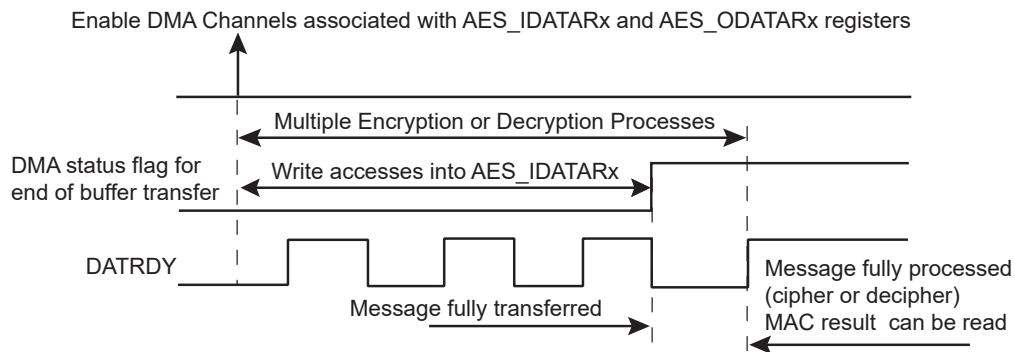 Enable DMA Channels associated with AES_IDATARx and AES_ODATARx registers
Multiple Encryption or Decryption Processes
DMA status flag for
end of buffer transfer
Write accesses into AES_IDATARx
DATRDY
Message fully transferred
Message fully processed
(cipher or decipher)
MAC result can be read